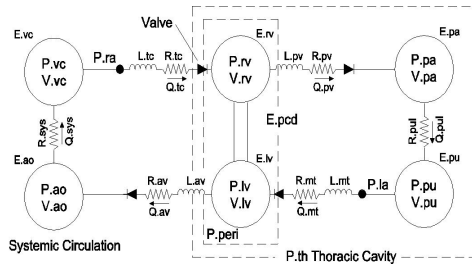 Valve
E.vc
P.ra
L.tc
R.tc
Q.tc
E.rv
L.pv
R.pv
Q.pv
E.pa
P.vc
V.vc
P.rv
V.rv
P.pa
V.pa
R.sys
Q.sys
E.pcd
R.pul
Q.pul
E.ao
R.av
L.av
Q.av
E.lv
R.mt
L.mt
Q.mt
P.la
E.pu
P.ao
V.ao
P.lv
V.lv
P.pu
V.pu
P.peri
Systemic Circulation
P.th Thoracic Cavity